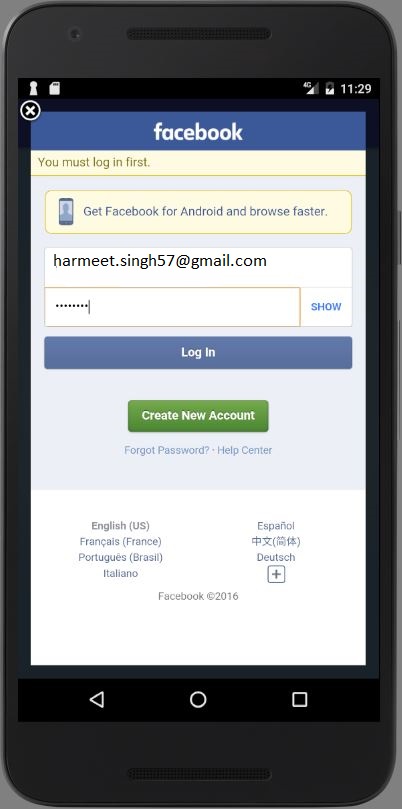 4G 11:29
facebook
You must log in first.
Get Facebook for Android and browse faster.
harmeet.singh57@gmail.com
•••••••• SHOW
Log In
Create New Account
Forgot Password? · Help Center
English (US) Español
Français (France) 中文(简体)
Português (Brasil) Deutsch
Italiano
Facebook ©2016